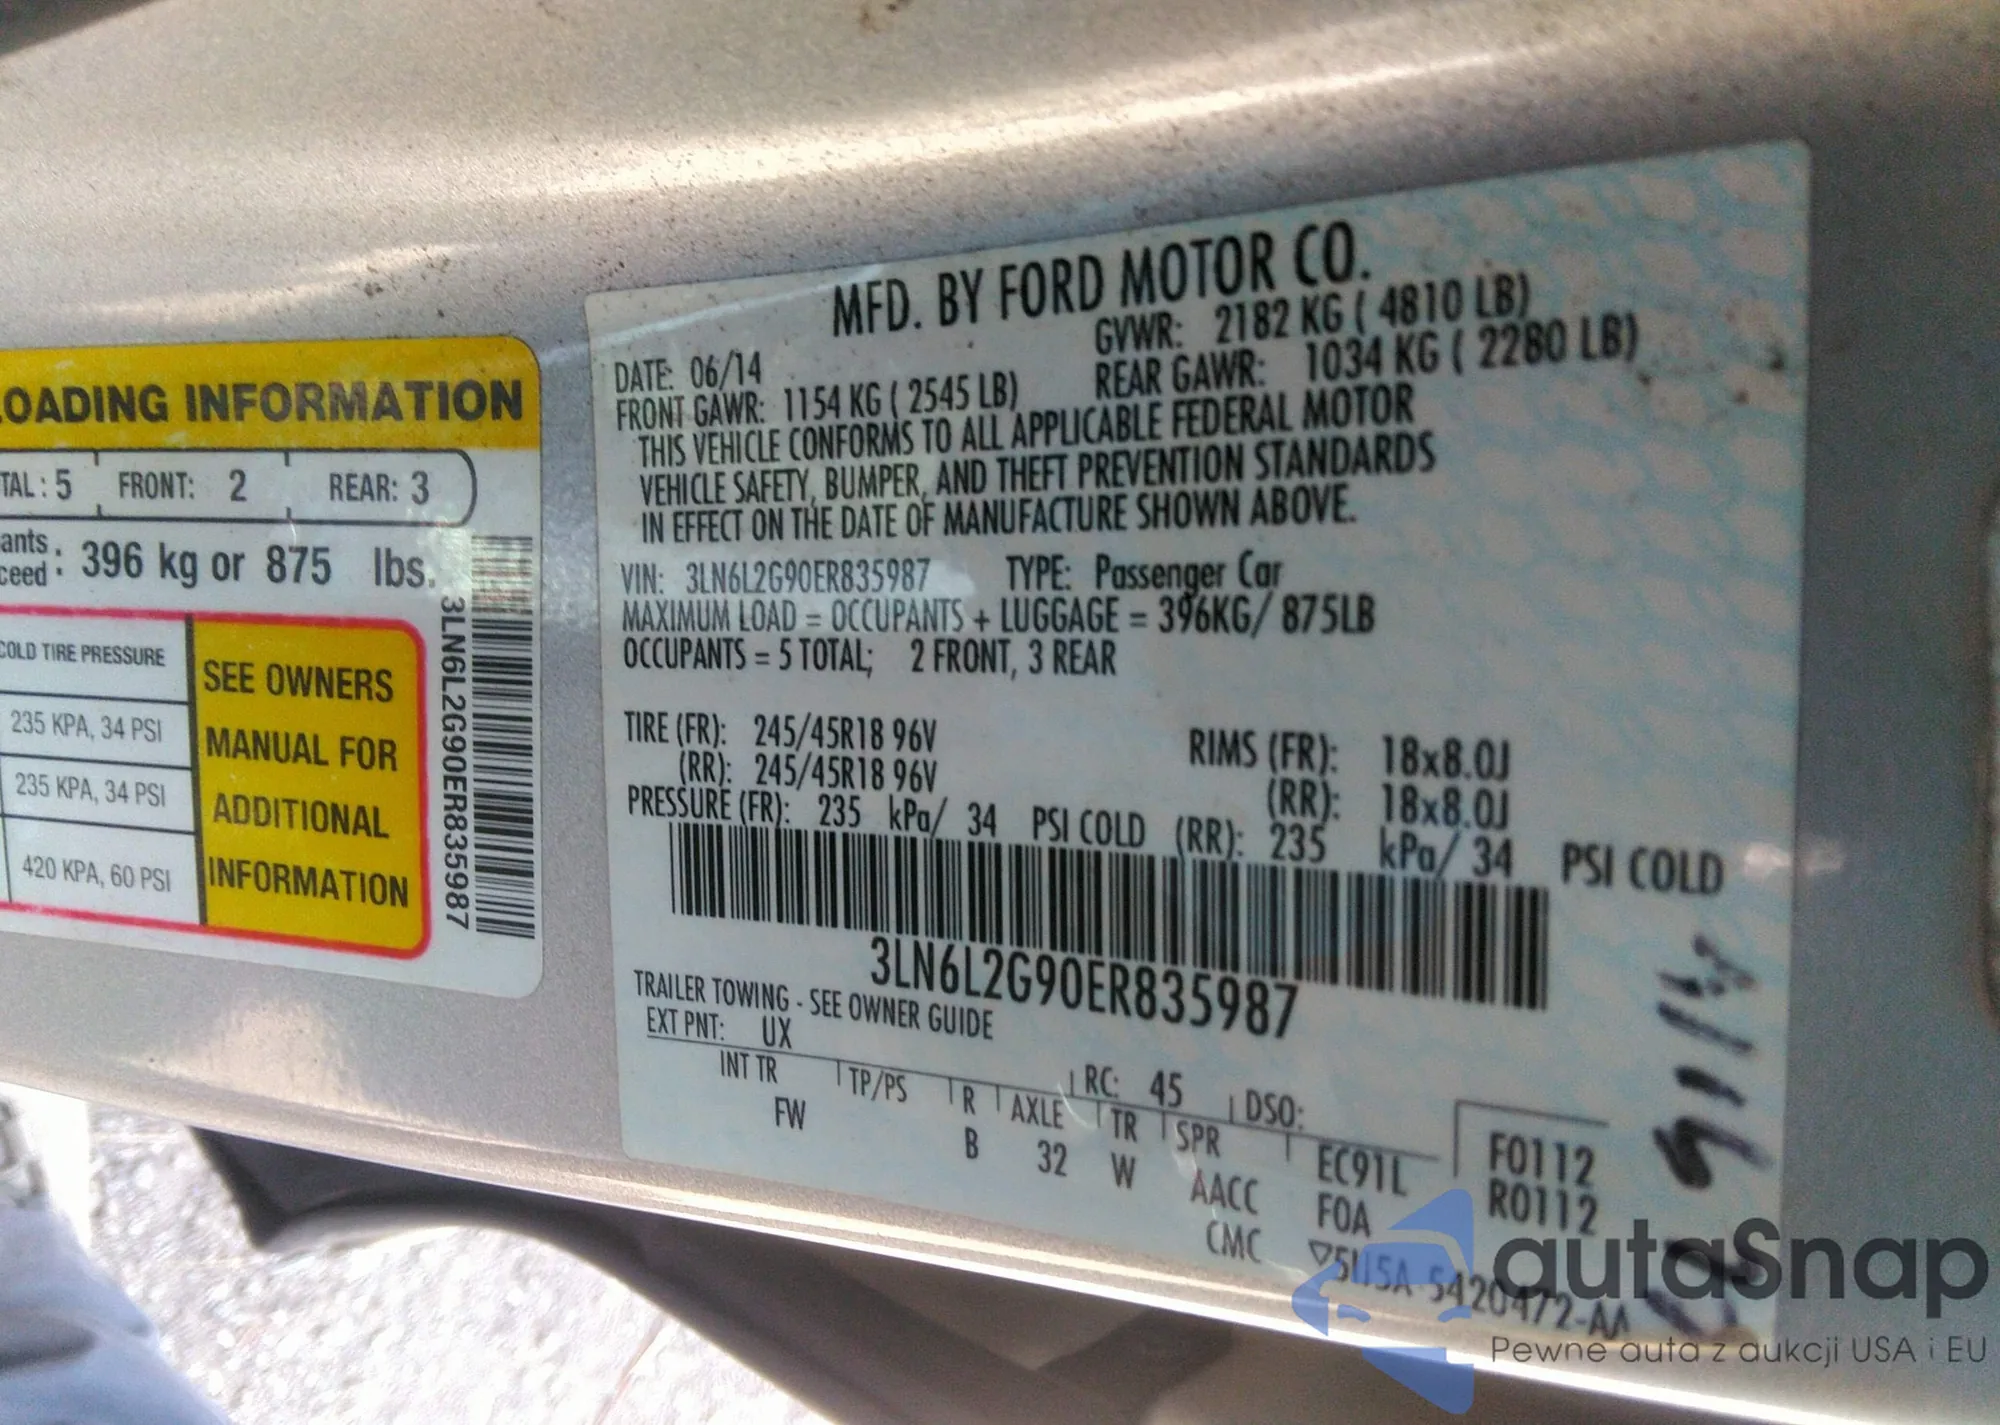 LOADING INFORMATION
TAL: 5 FRONT: 2 REAR: 3
ants
ceed : 396 kg or 875 lbs.
COLD TIRE PRESSURE
235 KPA, 34 PSI
235 KPA, 34 PSI
420 KPA, 60 PSI
SEE OWNERS
MANUAL FOR
ADDITIONAL
INFORMATION
3LN6L2G90ER835987
MFD. BY FORD MOTOR CO.
DATE: 06/14 GVWR: 2182 KG ( 4810 LB)
FRONT GAWR: 1154 KG ( 2545 LB) REAR GAWR: 1034 KG ( 2280 LB)
THIS VEHICLE CONFORMS TO ALL APPLICABLE FEDERAL MOTOR
VEHICLE SAFETY, BUMPER, AND THEFT PREVENTION STANDARDS
IN EFFECT ON THE DATE OF MANUFACTURE SHOWN ABOVE.
VIN: 3LN6L2G90ER835987 TYPE: Passenger Car
MAXIMUM LOAD = OCCUPANTS + LUGGAGE = 396KG/ 875LB
OCCUPANTS = 5 TOTAL; 2 FRONT, 3 REAR
TIRE (FR): 245/45R18 96V RIMS (FR): 18x8.0J
(RR): 245/45R18 96V (RR): 18x8.0J
PRESSURE (FR): 235 kPa/ 34 PSI COLD (RR): 235 kPa/ 34 PSI COLD
3LN6L2G90ER835987
TRAILER TOWING - SEE OWNER GUIDE
EXT PNT: UX RC: 45 DSO:
INT TR TP/PS R AXLE TR SPR EC91L F0112
FW B 32 W AACC F0A R0112
CMC 5U5A-5420472-AA
autaSnap
Pewne auta z aukcji USA i EU